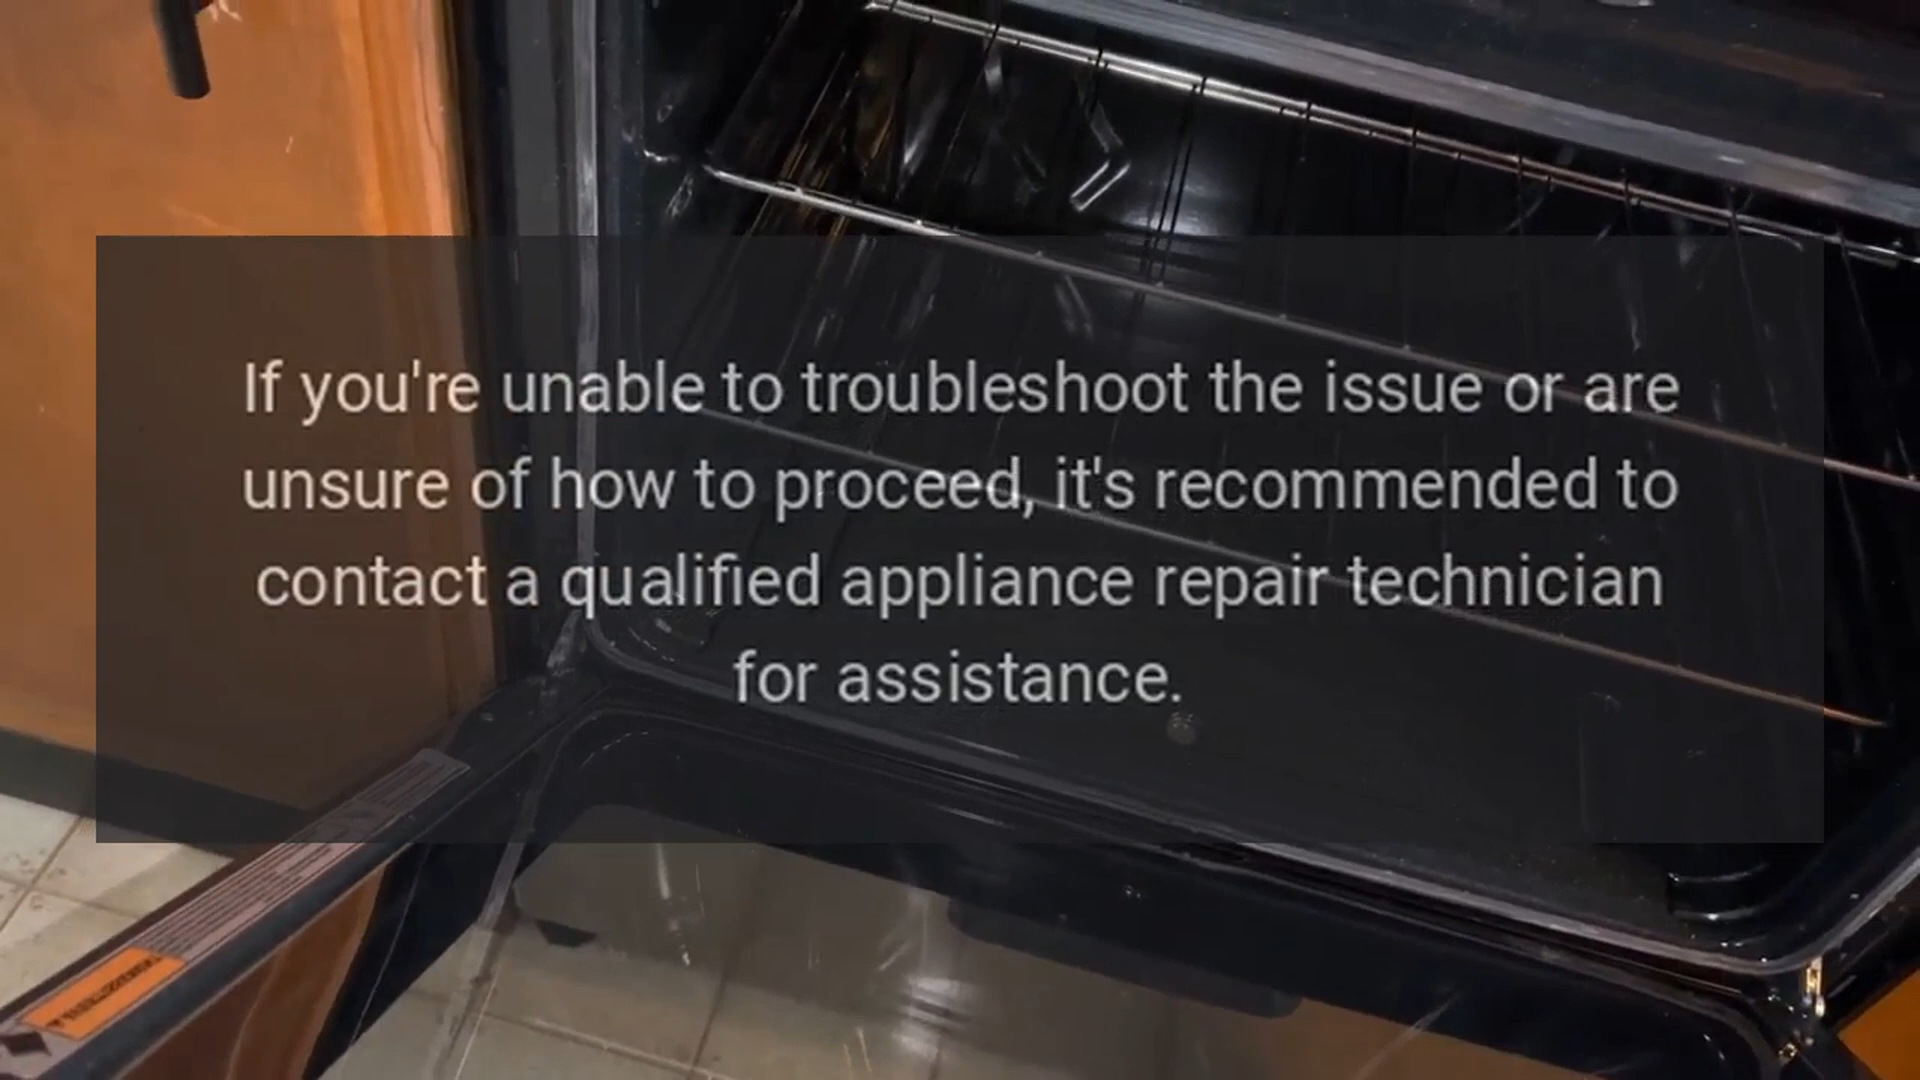 If you're unable to troubleshoot the issue or are
unsure of how to proceed, it's recommended to
contact a qualified appliance repair technician
for assistance.